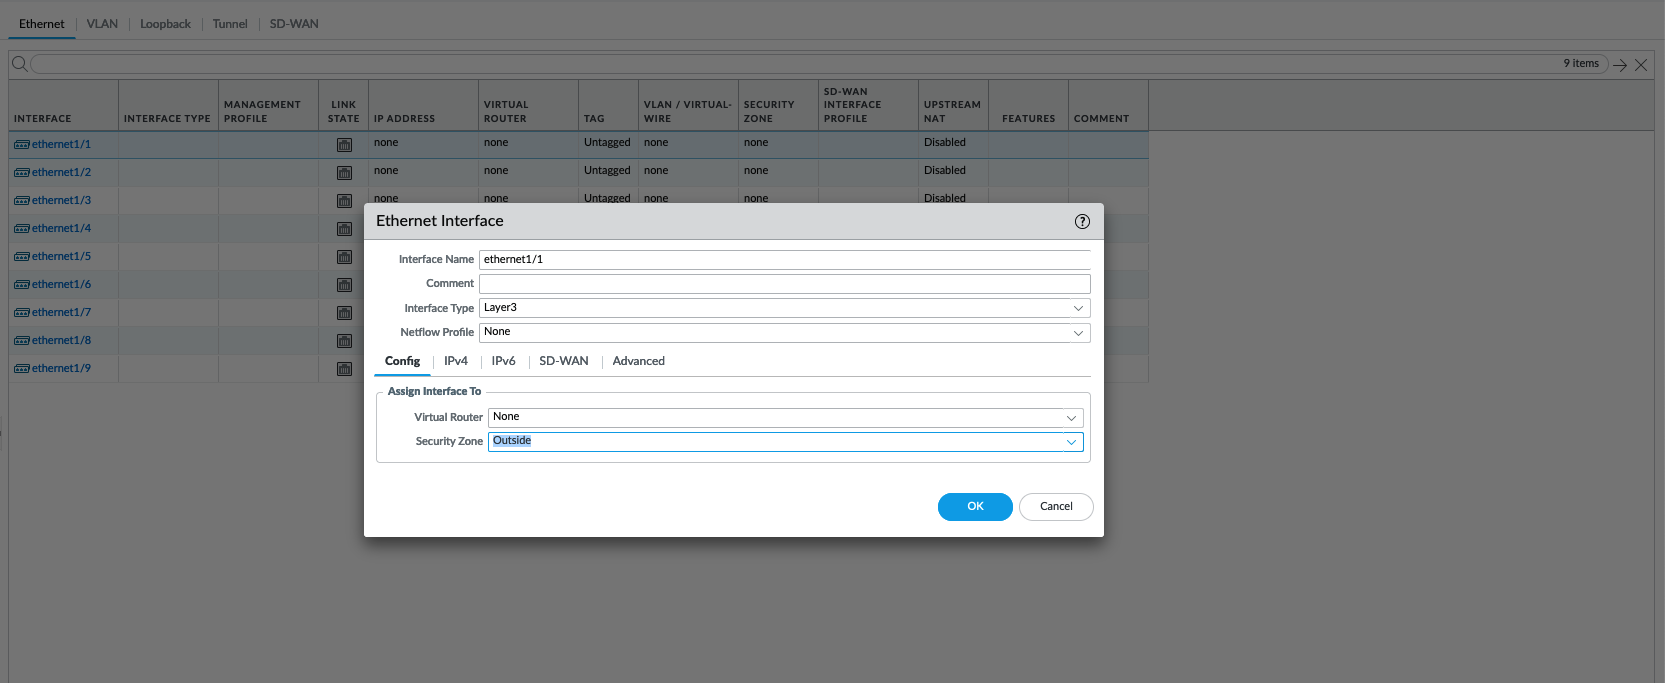 Ethernet VLAN Loopback Tunnel SD-WAN
9 items
INTERFACE INTERFACE TYPE MANAGEMENT PROFILE LINK STATE IP ADDRESS VIRTUAL ROUTER TAG VLAN / VIRTUAL-WIRE SECURITY ZONE SD-WAN INTERFACE PROFILE UPSTREAM NAT FEATURES COMMENT
ethernet1/1 none none Untagged none none Disabled
ethernet1/2 none none Untagged none none Disabled
ethernet1/3 none none Untagged none none Disabled
ethernet1/4
ethernet1/5
ethernet1/6
ethernet1/7
ethernet1/8
ethernet1/9
Ethernet Interface
?
Interface Name ethernet1/1
Comment
Interface Type Layer3
Netflow Profile None
Config IPv4 IPv6 SD-WAN Advanced
Assign Interface To
Virtual Router None
Security Zone Outside
OK Cancel